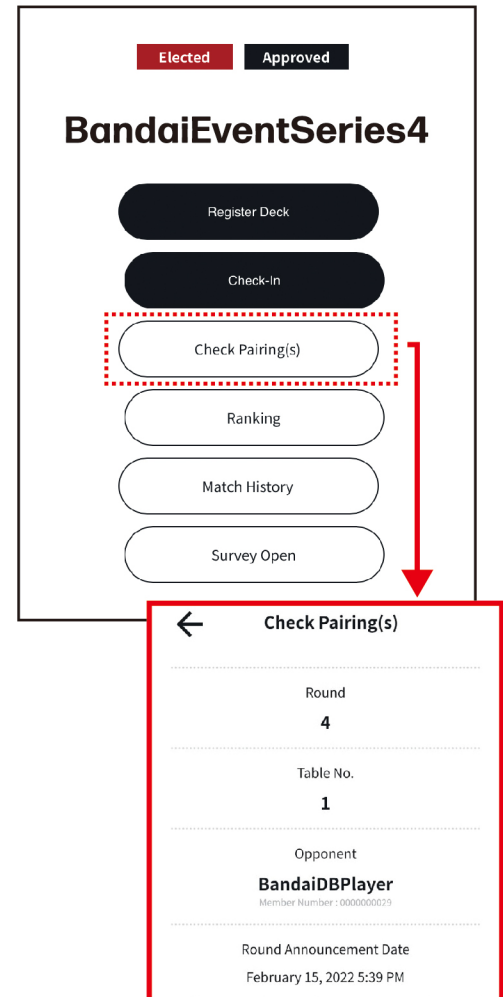 Elected Approved
BandaiEventSeries4
Register Deck
Check-In
Check Pairing(s)
Ranking
Match History
Survey Open
Check Pairing(s)
Round
4
Table No.
1
Opponent
BandaiDBPlayer
Member Number : 0000000029
Round Announcement Date
February 15, 2022 5:39 PM